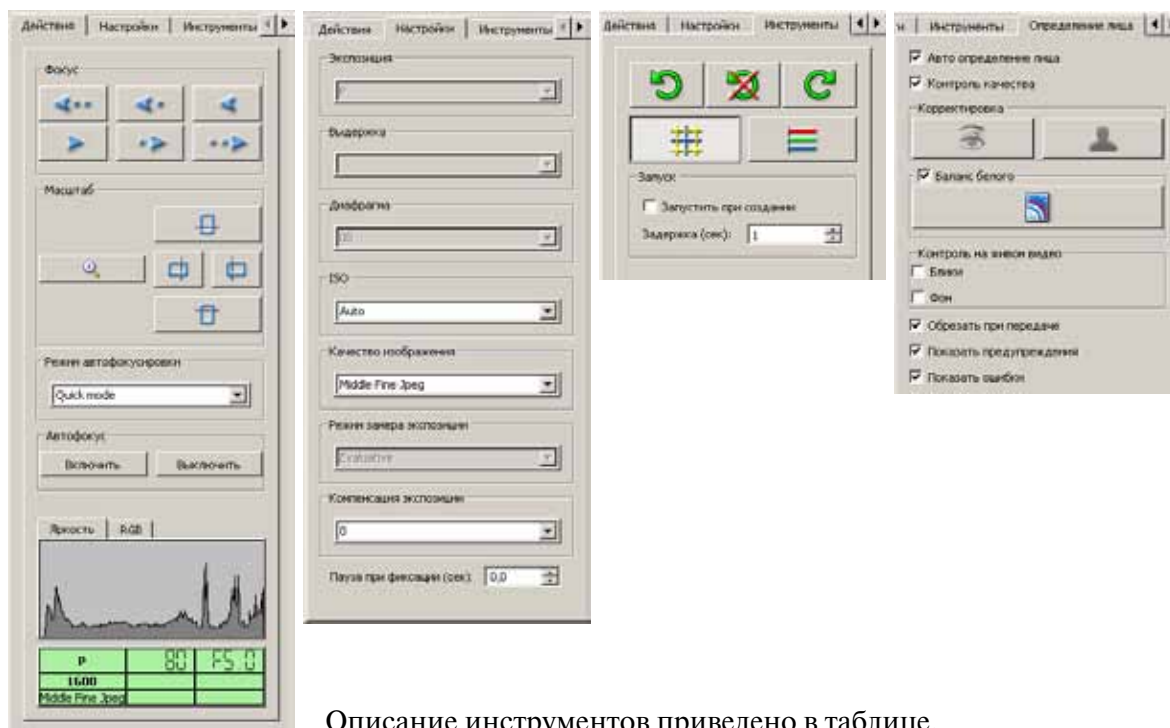 Действия Настройки Инструменты
Фокус
Масштаб
Режим автофокусировки
Quick mode
Автофокус
Включить Выключить
Яркость RGB
P 80 F5.0
1600
Middle Fine Jpeg
Действия Настройки Инструменты
Экспозиция
P
Выдержка
Диафрагма
ISO
Auto
Качество изображения
Middle Fine Jpeg
Режим замера экспозиции
Evaluative
Компенсация экспозиции
0
Пауза при фиксации (сек): 0,0
Действия Настройки Инструменты
Запуск
Запустить при создании
Задержка (сек): 1
и Инструменты Определение лица
Авто определение лица
Контроль качества
Корректировка
Баланс белого
Контроль на живом видео
Блики
Фон
Обрезать при передаче
Показать предупреждения
Показать ошибки
Описание инструментов приведено в таблице